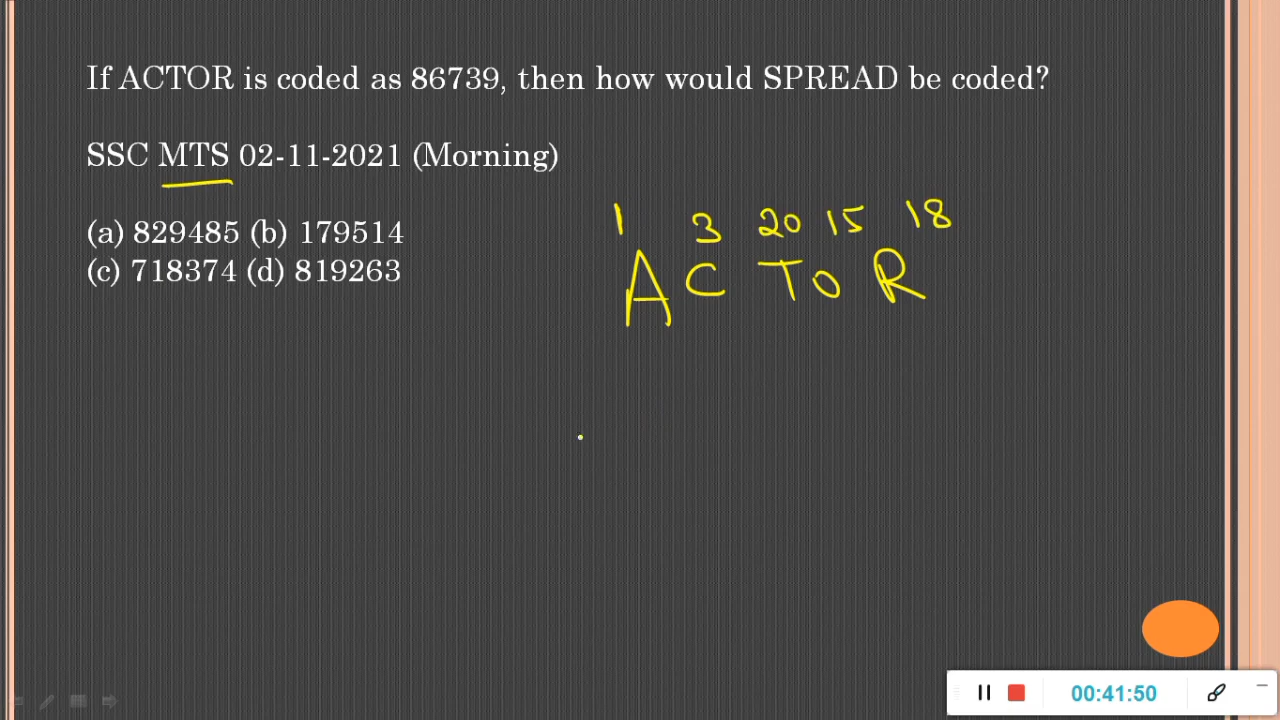 If ACTOR is coded as 86739, then how would SPREAD be coded?
SSC MTS 02-11-2021 (Morning)
(a) 829485 (b) 179514
(c) 718374 (d) 819263
1 3 20 15 18
A C T O R
00:41:50